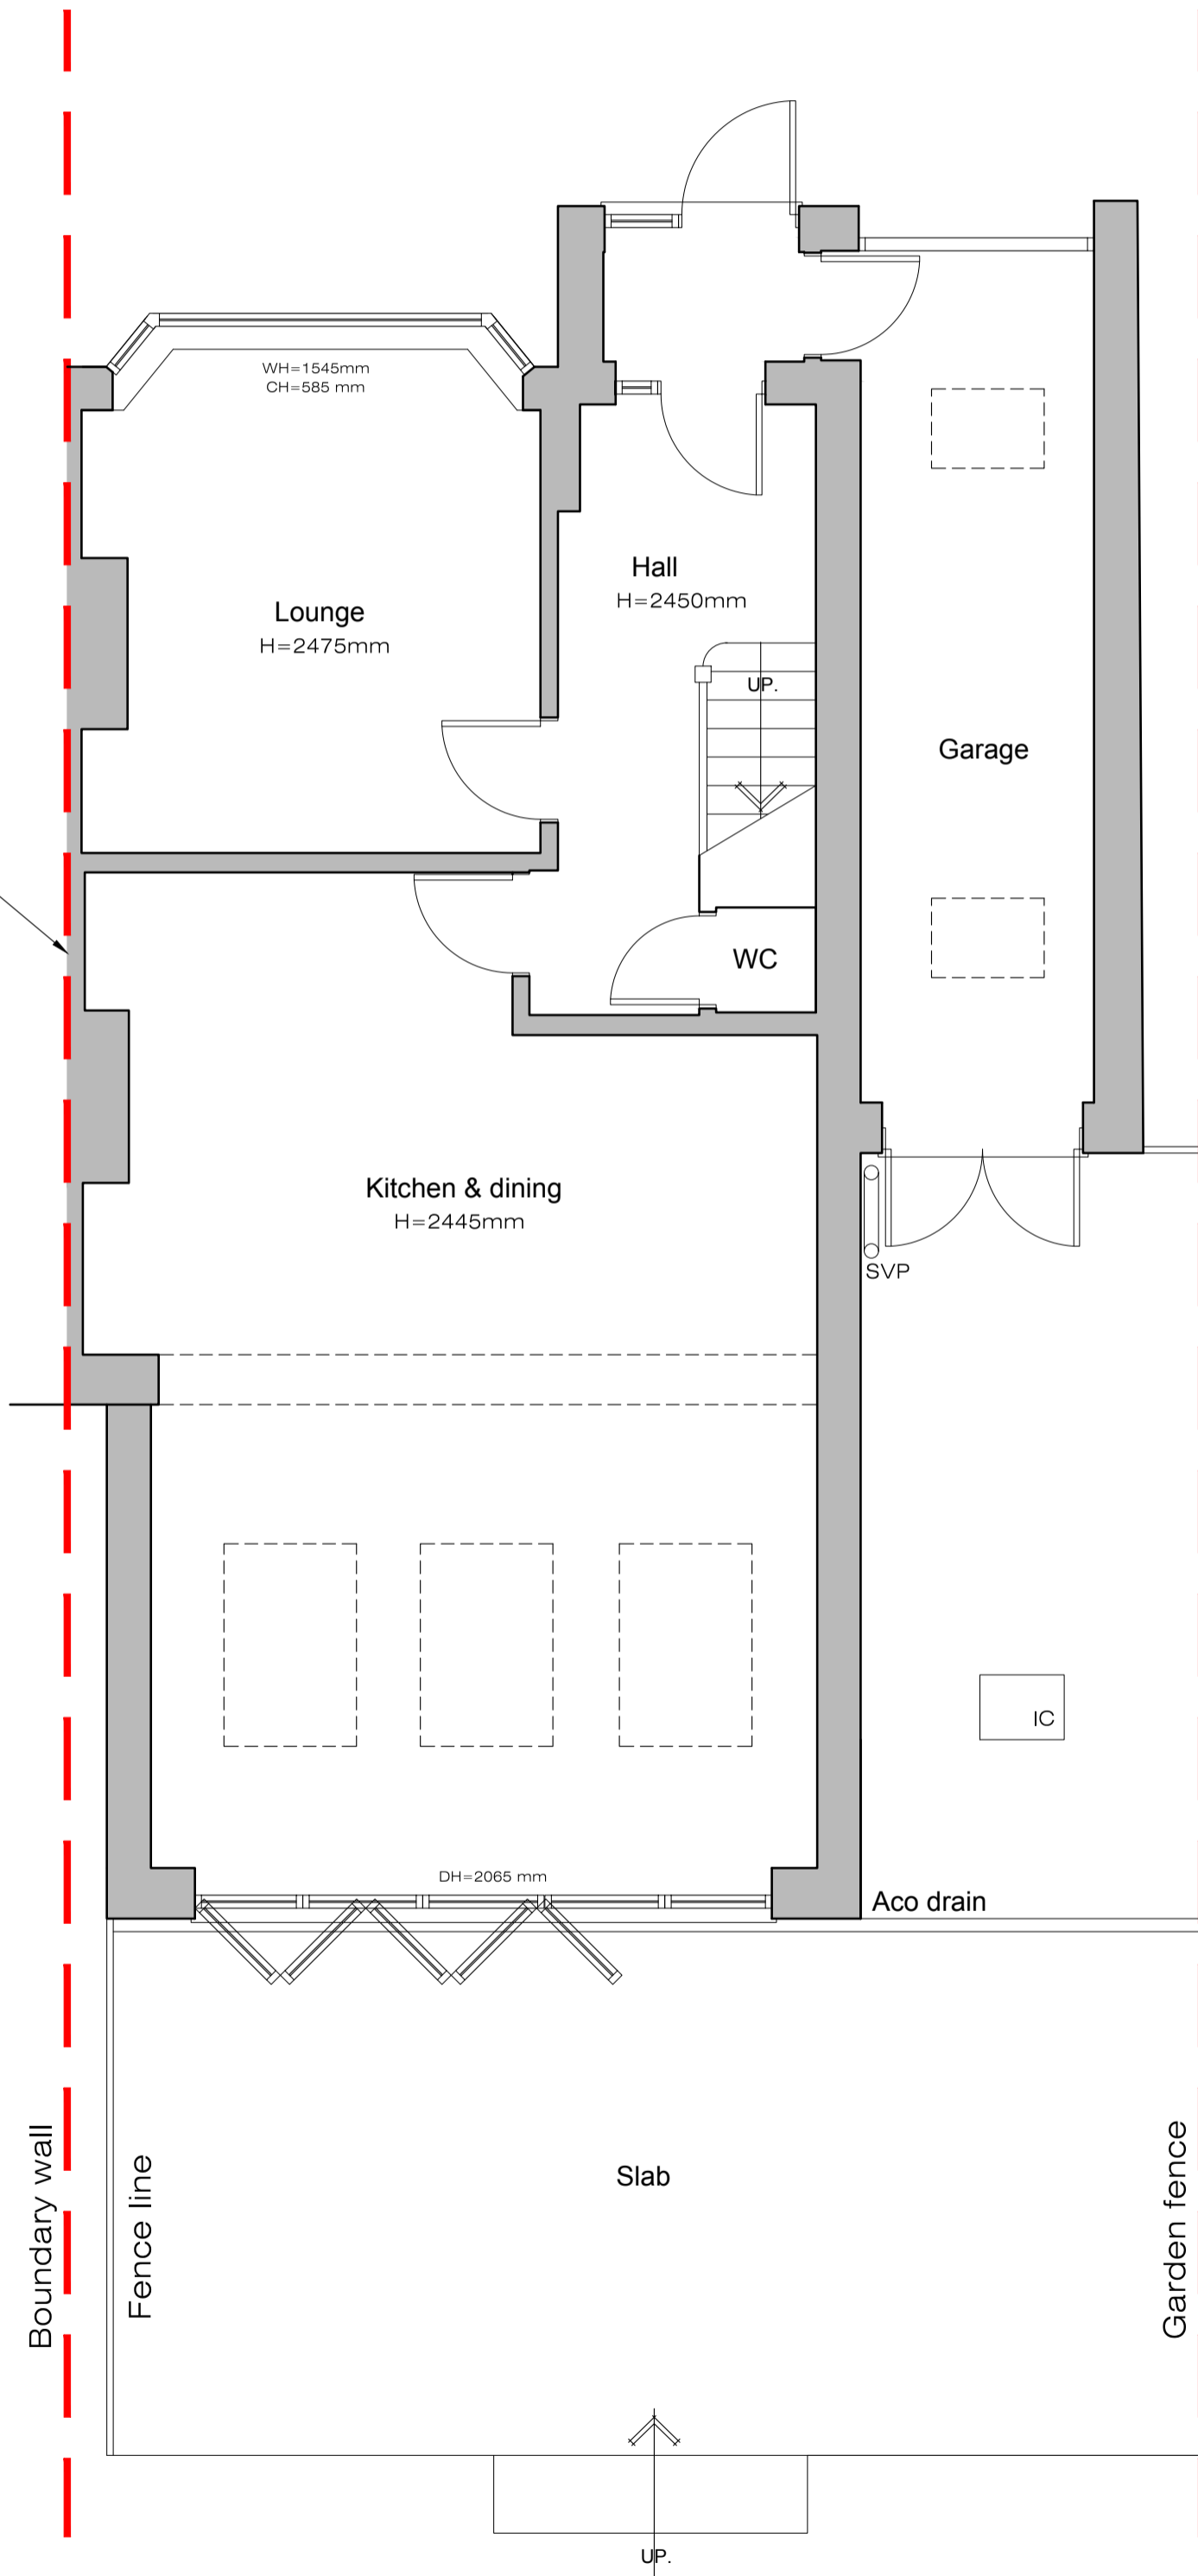 WH=1545mm
CH=585 mm
Hall
H=2450mm
Lounge
H=2475mm
UP.
Garage
WC
Kitchen & dining
H=2445mm
SVP
IC
DH=2065 mm
Aco drain
Boundary wall
Fence line
Slab
Garden fence
UP.